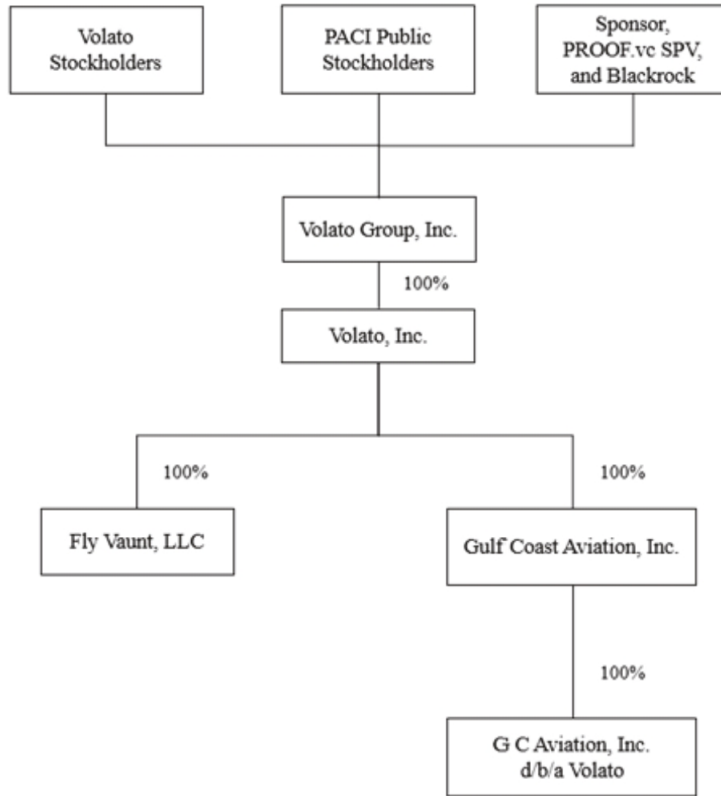 Volato
Stockholders
PACI Public
Stockholders
Sponsor,
PROOF.vc SPV,
and Blackrock
Volato Group, Inc.
100%
Volato, Inc.
100%
100%
Fly Vaunt, LLC
Gulf Coast Aviation, Inc.
100%
G C Aviation, Inc.
d/b/a Volato